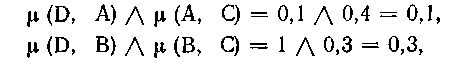 μ (D, A) ∧ μ (A, C) = 0,1 ∧ 0,4 = 0,1,
μ (D, B) ∧ μ (B, C) = 1 ∧ 0,3 = 0,3,